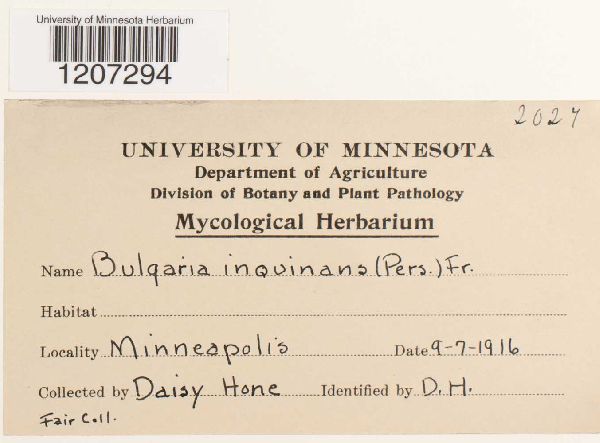 University of Minnesota Herbarium
1207294
2027
UNIVERSITY OF MINNESOTA
Department of Agriculture
Division of Botany and Plant Pathology
Mycological Herbarium
Name Bulgaria inquinans (Pers.) Fr.
Habitat
Locality Minneapolis Date 9-7-1916
Collected by Daisy Hone Identified by D.H.
Fair Coll.